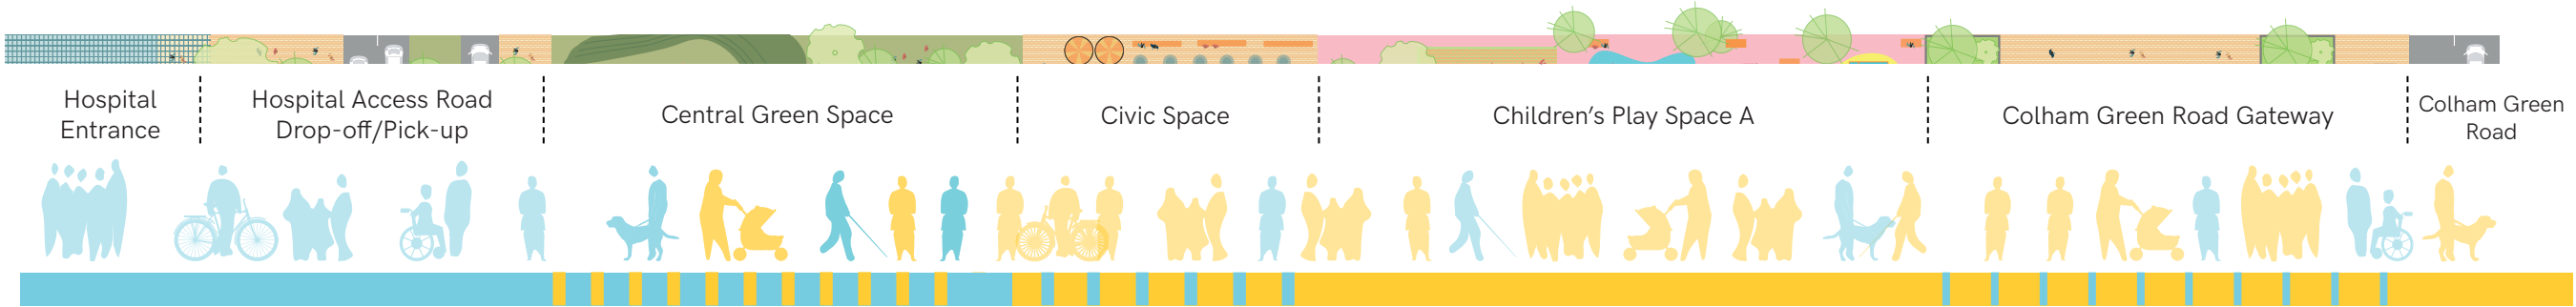 Hospital
Entrance
Hospital Access Road
Drop-off/Pick-up
Central Green Space
Civic Space
Children’s Play Space A
Colham Green Road Gateway
Colham Green
Road